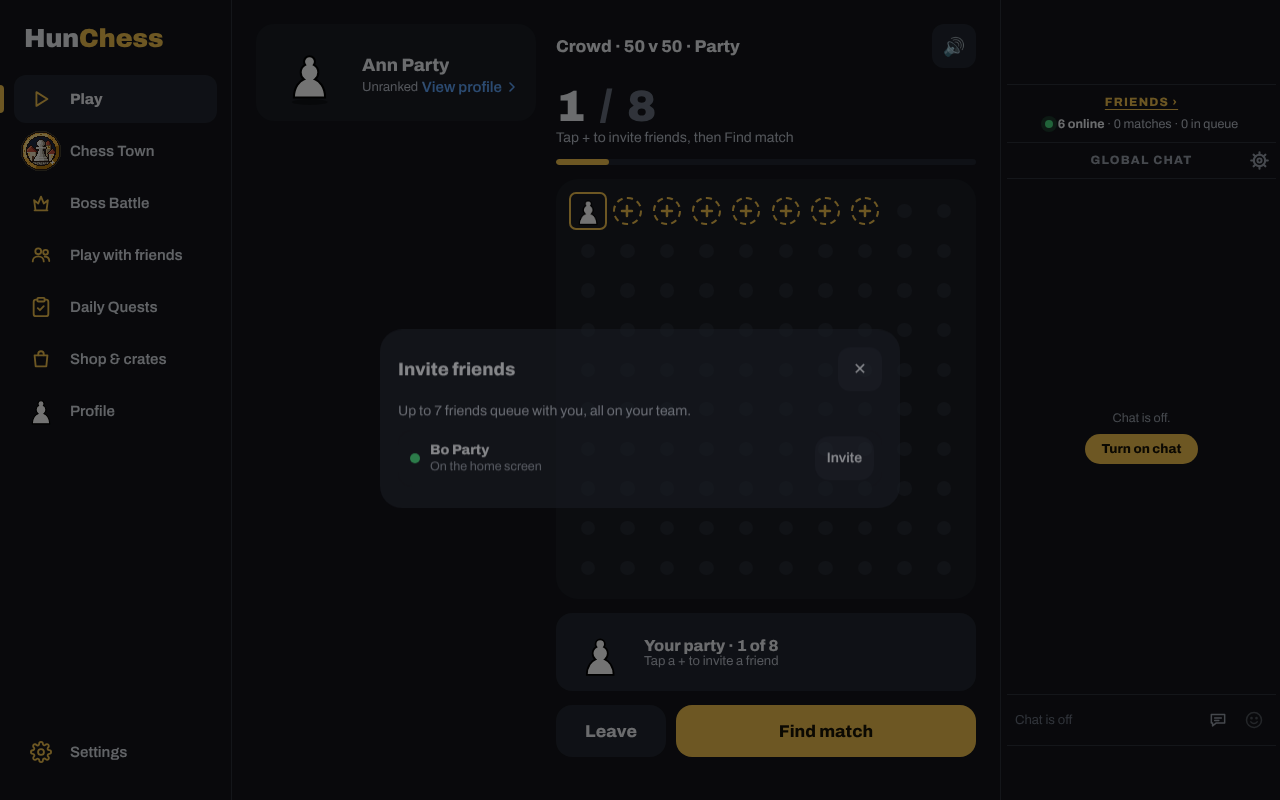 HunChess
Play
Chess Town
Boss Battle
Play with friends
Daily Quests
Shop & crates
Profile
Settings
Ann Party
Unranked View profile ›
Crowd · 50 v 50 · Party
1 / 8
Tap + to invite friends, then Find match
Invite friends
×
Up to 7 friends queue with you, all on your team.
Bo Party
On the home screen
Invite
Your party · 1 of 8
Tap a + to invite a friend
Leave
Find match
FRIENDS ›
6 online · 0 matches · 0 in queue
GLOBAL CHAT
Chat is off.
Turn on chat
Chat is off